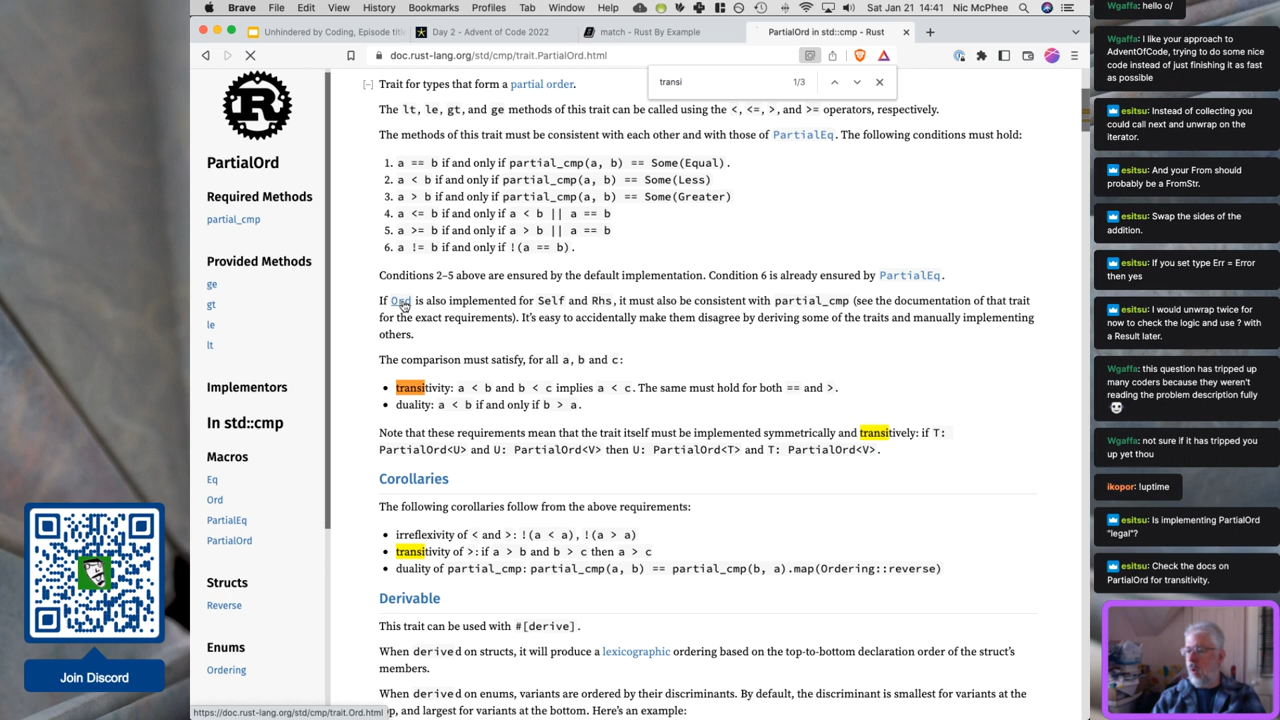 Brave File Edit View History Bookmarks Profiles Tab Window Help Sat Jan 21 14:41 Nic McPhee
Unhindered by Coding, Episode title
Day 2 - Advent of Code 2022
match - Rust By Example
PartialOrd in std::cmp - Rust
doc.rust-lang.org/std/cmp/trait.PartialOrd.html
transi 1/3
PartialOrd
Required Methods
partial_cmp
Provided Methods
ge
gt
le
lt
Implementors
In std::cmp
Macros
Eq
Ord
PartialEq
PartialOrd
Structs
Reverse
Enums
Ordering
https://doc.rust-lang.org/std/cmp/trait.Ord.html
[−] Trait for types that form a partial order.
The lt, le, gt, and ge methods of this trait can be called using the <, <=, >, and >= operators, respectively.
The methods of this trait must be consistent with each other and with those of PartialEq. The following conditions must hold:
1. a == b if and only if partial_cmp(a, b) == Some(Equal).
2. a < b if and only if partial_cmp(a, b) == Some(Less)
3. a > b if and only if partial_cmp(a, b) == Some(Greater)
4. a <= b if and only if a < b || a == b
5. a >= b if and only if a > b || a == b
6. a != b if and only if !(a == b).
Conditions 2–5 above are ensured by the default implementation. Condition 6 is already ensured by PartialEq.
If Ord is also implemented for Self and Rhs, it must also be consistent with partial_cmp (see the documentation of that trait
for the exact requirements). It’s easy to accidentally make them disagree by deriving some of the traits and manually implementing
others.
The comparison must satisfy, for all a, b and c:
• transitivity: a < b and b < c implies a < c. The same must hold for both == and >.
• duality: a < b if and only if b > a.
Note that these requirements mean that the trait itself must be implemented symmetrically and transitively: if T:
PartialOrd<U> and U: PartialOrd<V> then U: PartialOrd<T> and T: PartialOrd<V>.
Corollaries
The following corollaries follow from the above requirements:
• irreflexivity of < and >: !(a < a), !(a > a)
• transitivity of >: if a > b and b > c then a > c
• duality of partial_cmp: partial_cmp(a, b) == partial_cmp(b, a).map(Ordering::reverse)
Derivable
This trait can be used with #[derive].
When derived on structs, it will produce a lexicographic ordering based on the top-to-bottom declaration order of the struct’s
members.
When derived on enums, variants are ordered by their discriminants. By default, the discriminant is smallest for variants at the
top, and largest for variants at the bottom. Here’s an example:
Wgaffa: hello o/
Wgaffa: I like your approach to
AdventOfCode, trying to do some nice
code instead of just finishing it as fast
as possible
esitsu: Instead of collecting you
could call next and unwrap on the
iterator.
esitsu: And your From should
probably be a FromStr.
esitsu: Swap the sides of the
addition.
esitsu: If you set type Err = Error
then yes
esitsu: I would unwrap twice for
now to check the logic and use ? with
a Result later.
Wgaffa: this question has tripped up
many coders because they weren't
reading the problem description fully
Wgaffa: not sure if it has tripped you
up yet thou
ikopor: !uptime
esitsu: Is implementing PartialOrd
"legal"?
esitsu: Check the docs on
PartialOrd for transitivity.
Join Discord